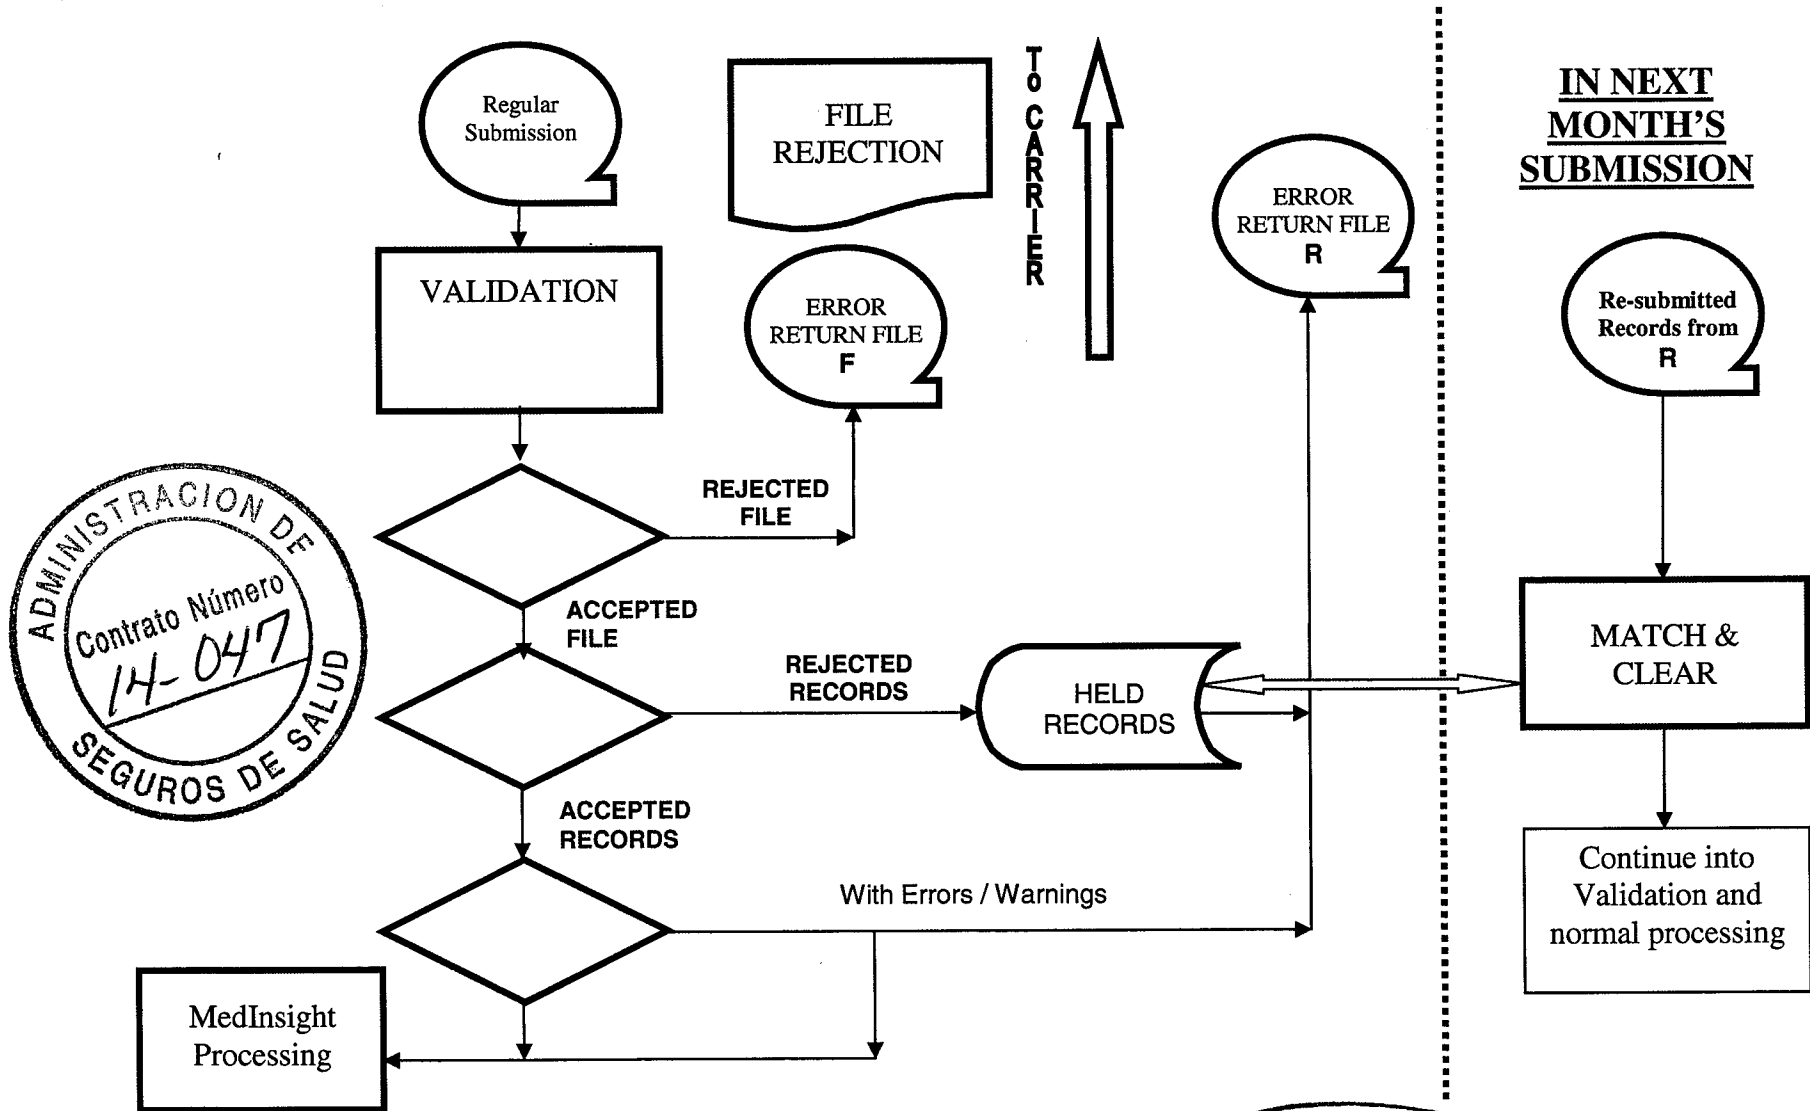 Regular
Submission
FILE
REJECTION
To CARRIER
ERROR
RETURN FILE
R
IN NEXT
MONTH'S
SUBMISSION
VALIDATION
ERROR
RETURN FILE
F
Re-submitted
Records from
R
REJECTED
FILE
ADMINISTRACION DE
SEGUROS DE SALUD
Contrato Número
14-047
ACCEPTED
FILE
REJECTED
RECORDS
HELD
RECORDS
MATCH &
CLEAR
ACCEPTED
RECORDS
With Errors / Warnings
Continue into
Validation and
normal processing
MedInsight
Processing